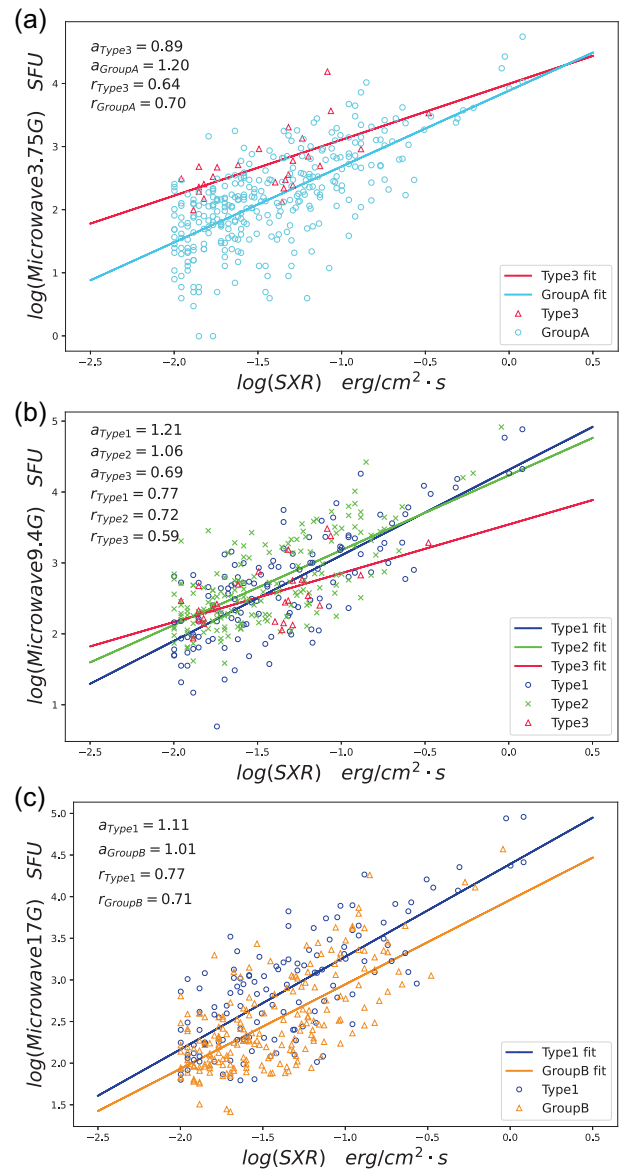 (a)
a_Type3 = 0.89
a_GroupA = 1.20
r_Type3 = 0.64
r_GroupA = 0.70
log(Microwave3.75G) SFU
4
3
2
1
0
Type3 fit
GroupA fit
Type3
GroupA
−2.5 −2.0 −1.5 −1.0 −0.5 0.0 0.5
log(SXR) erg/cm² · s
(b)
a_Type1 = 1.21
a_Type2 = 1.06
a_Type3 = 0.69
r_Type1 = 0.77
r_Type2 = 0.72
r_Type3 = 0.59
log(Microwave9.4G) SFU
5
4
3
2
1
Type1 fit
Type2 fit
Type3 fit
Type1
Type2
Type3
−2.5 −2.0 −1.5 −1.0 −0.5 0.0 0.5
log(SXR) erg/cm² · s
(c)
a_Type1 = 1.11
a_GroupB = 1.01
r_Type1 = 0.77
r_GroupB = 0.71
log(Microwave17G) SFU
5.0
4.5
4.0
3.5
3.0
2.5
2.0
1.5
Type1 fit
GroupB fit
Type1
GroupB
−2.5 −2.0 −1.5 −1.0 −0.5 0.0 0.5
log(SXR) erg/cm² · s